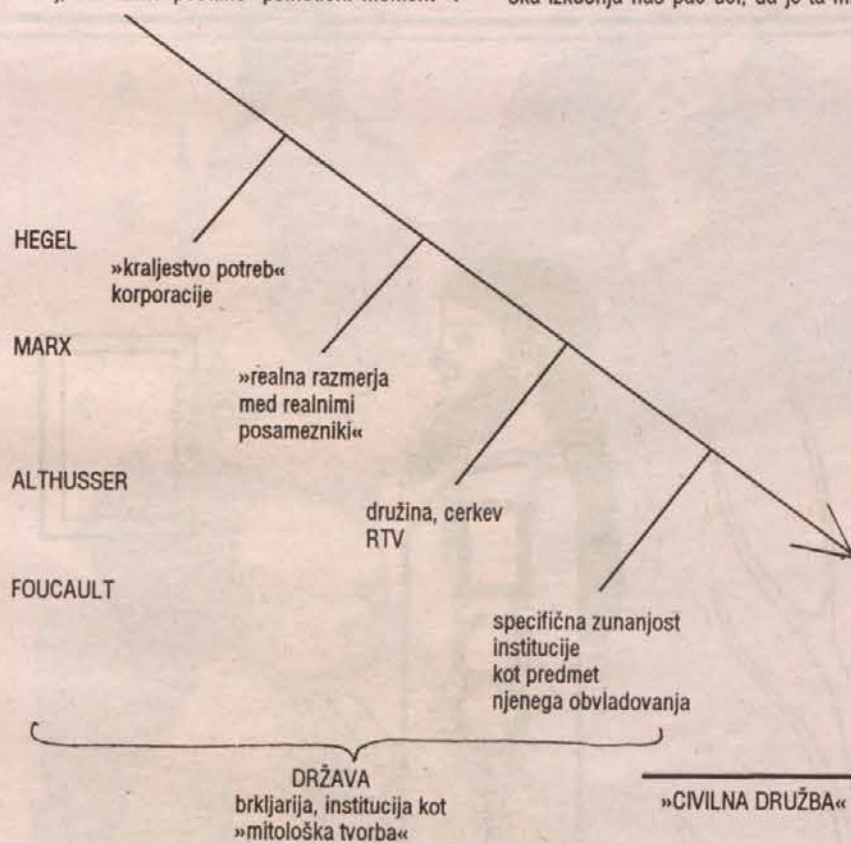 HEGEL
»kraljestvo potreb«
korporacije
MARX
»realna razmerja
med realnimi
posamezniki«
ALTHUSSER
družina, cerkev
RTV
FOUCAULT
specifična zunanjost
institucije
kot predmet
njenega obvladovanja
DRŽAVA
brkljarija, institucija kot
»mitološka tvorba«
»CIVILNA DRUŽBA«